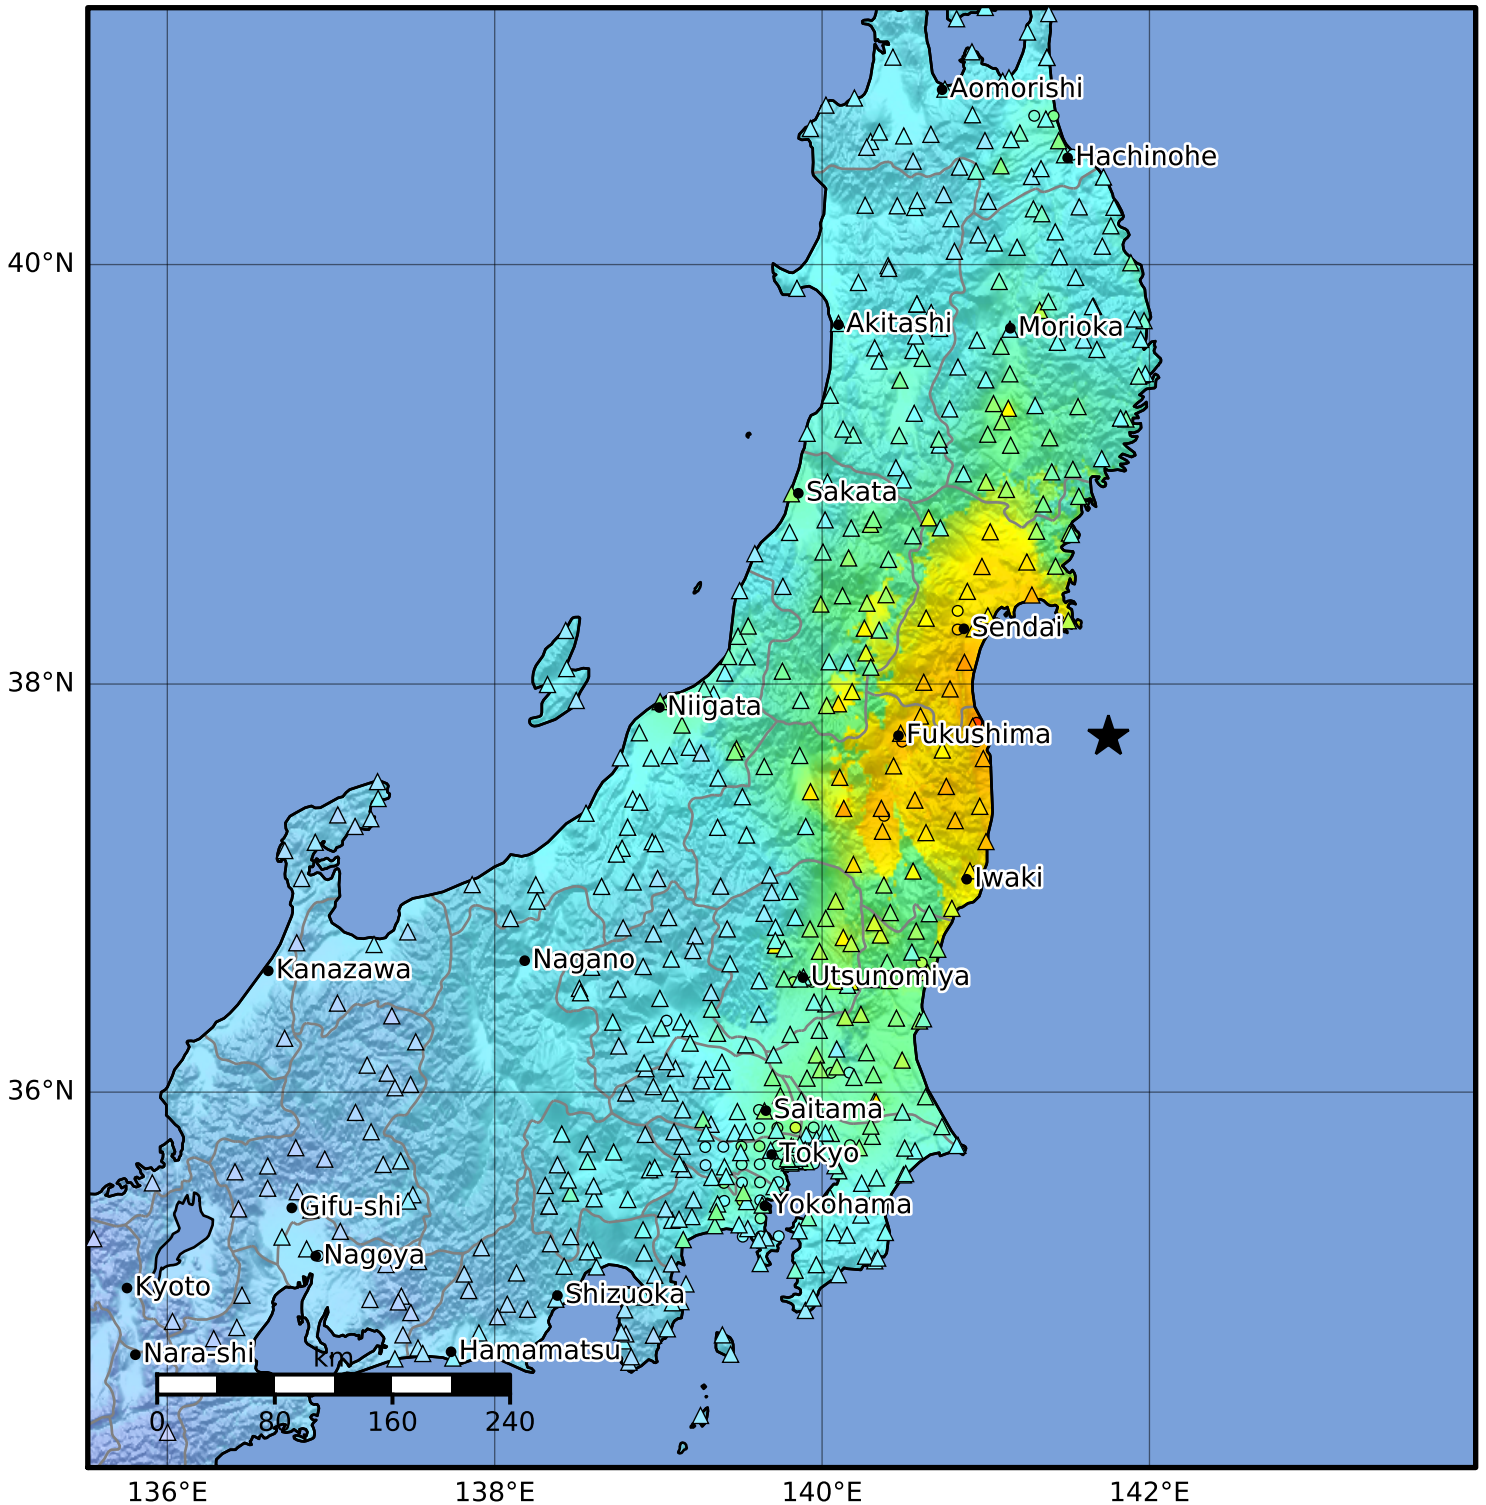 Aomorishi
Hachinohe
40°N
Akitashi
Morioka
Sakata
Sendai
38°N
Niigata
Fukushima
Iwaki
Nagano
Kanazawa
Utsunomiya
36°N
Saitama
Tokyo
Gifu-shi
Yokohama
Nagoya
Kyoto
Shizuoka
Nara-shi
Hamamatsu
km
0 80 160 240
136°E 138°E 140°E 142°E